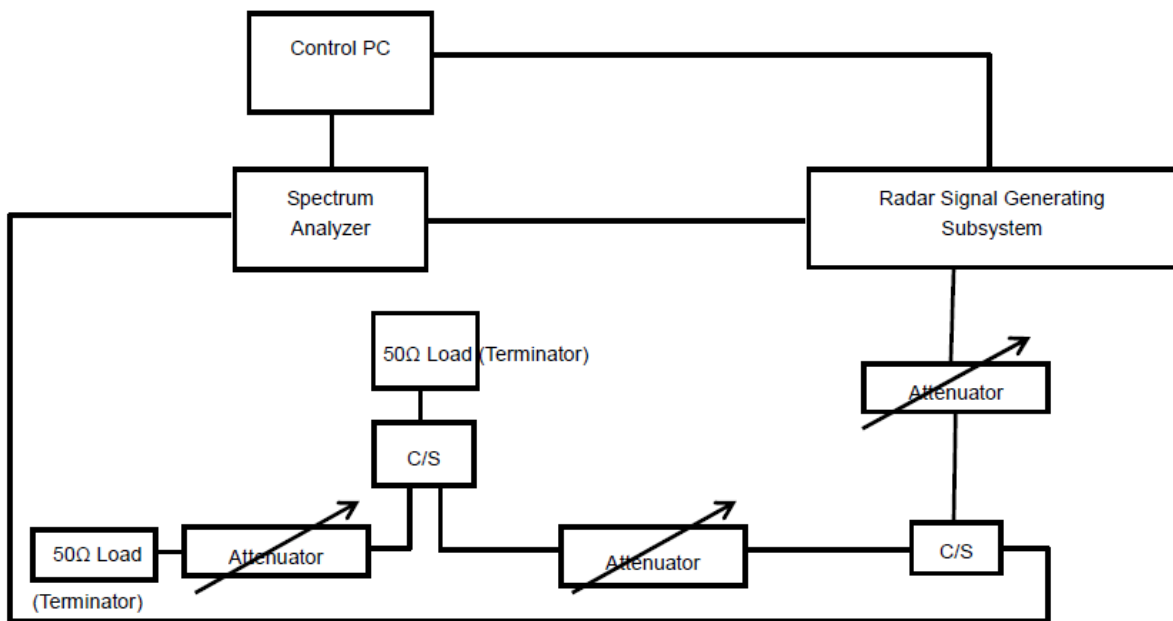 Control PC
Spectrum
Analyzer
Radar Signal Generating
Subsystem
50Ω Load (Terminator)
Attenuator
C/S
50Ω Load
(Terminator)
Attenuator
Attenuator
C/S